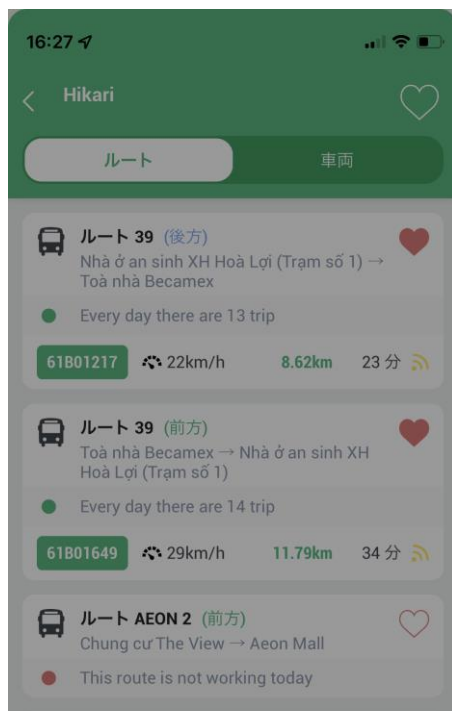 16:27
Hikari
ルート 車両
ルート 39 (後方)
Nhà ở an sinh XH Hoà Lợi (Trạm số 1) →
Toà nhà Becamex
Every day there are 13 trip
61B01217 22km/h 8.62km 23 分
ルート 39 (前方)
Toà nhà Becamex → Nhà ở an sinh XH
Hoà Lợi (Trạm số 1)
Every day there are 14 trip
61B01649 29km/h 11.79km 34 分
ルート AEON 2 (前方)
Chung cư The View → Aeon Mall
This route is not working today